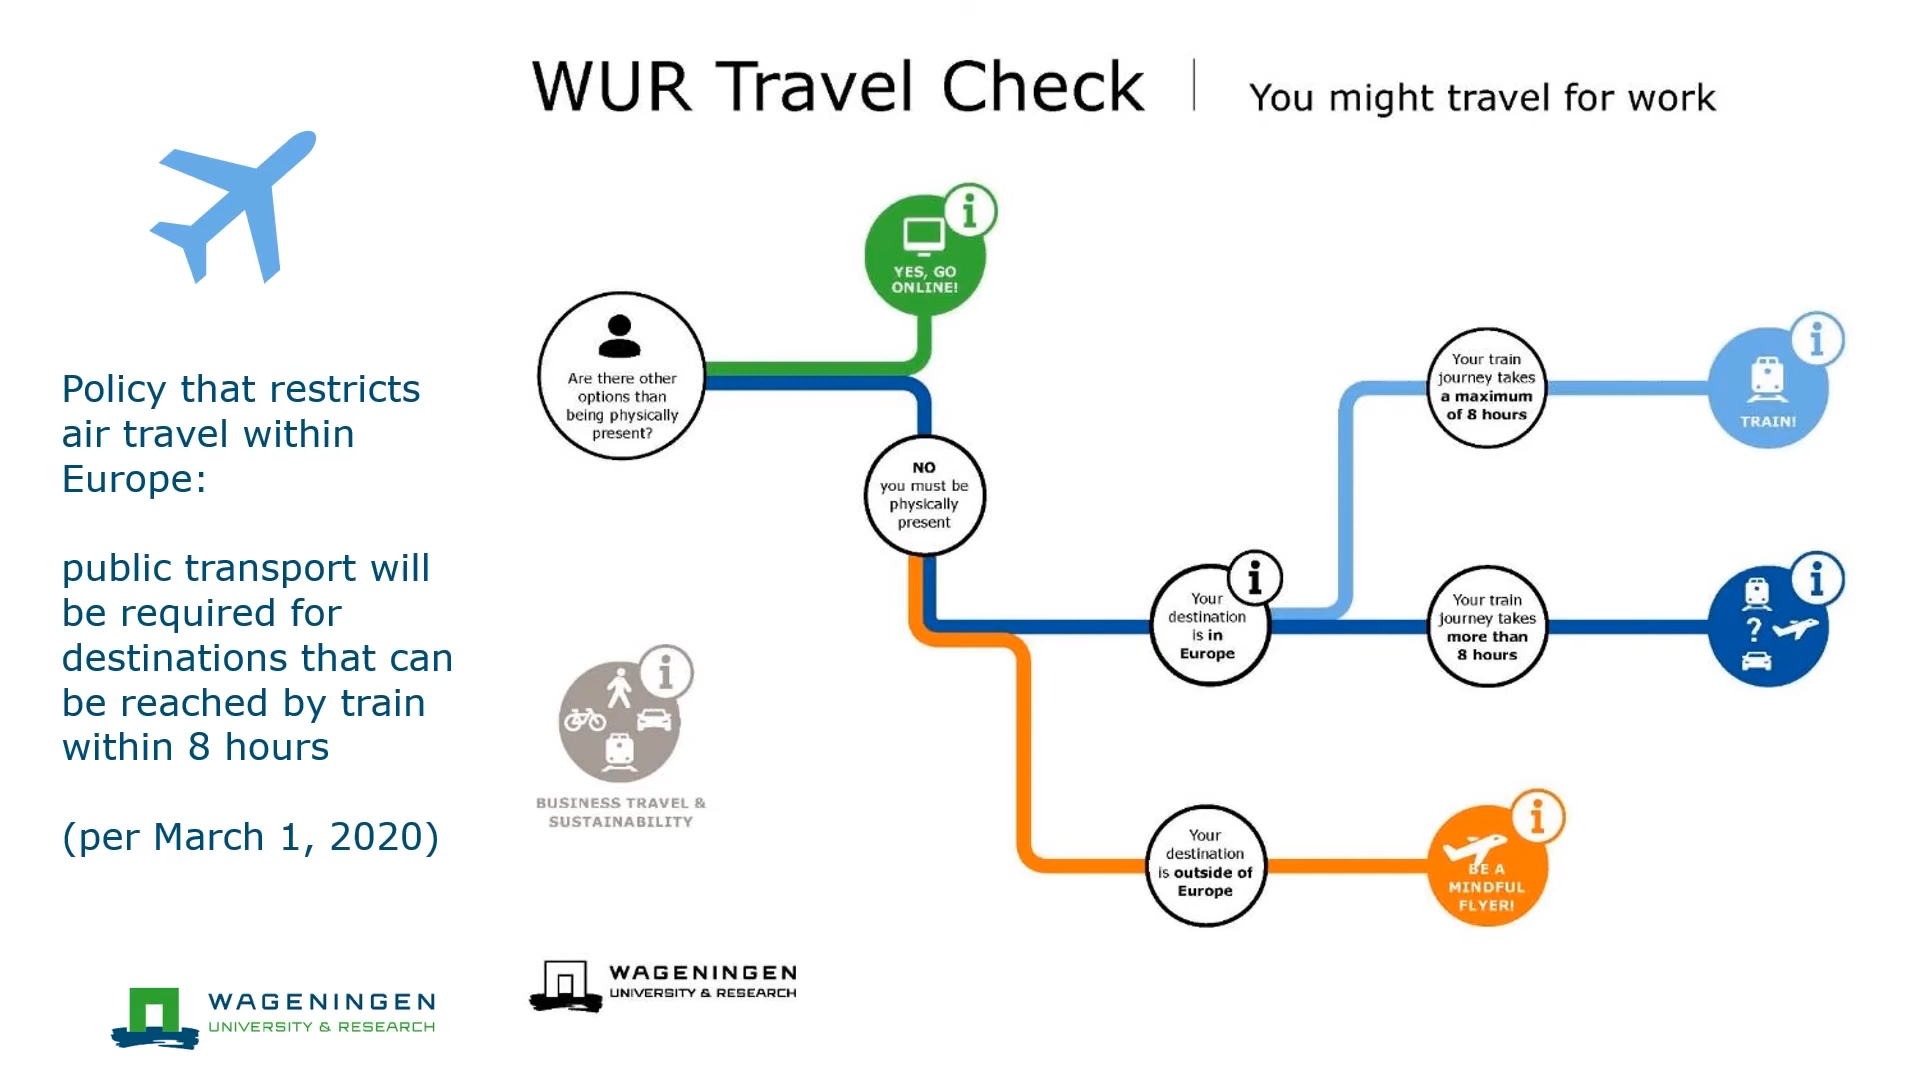 WUR Travel Check
You might travel for work
Policy that restricts
air travel within
Europe:
public transport will
be required for
destinations that can
be reached by train
within 8 hours
(per March 1, 2020)
WAGENINGEN
UNIVERSITY & RESEARCH
Are there other
options than
being physically
present?
i
YES, GO
ONLINE!
NO
you must be
physically
present
i
Your
destination
is in
Europe
Your train
journey takes
a maximum
of 8 hours
i
TRAIN!
Your train
journey takes
more than
8 hours
i
?
Your
destination
is outside of
Europe
i
BE A
MINDFUL
FLYER!
i
BUSINESS TRAVEL &
SUSTAINABILITY
WAGENINGEN
UNIVERSITY & RESEARCH